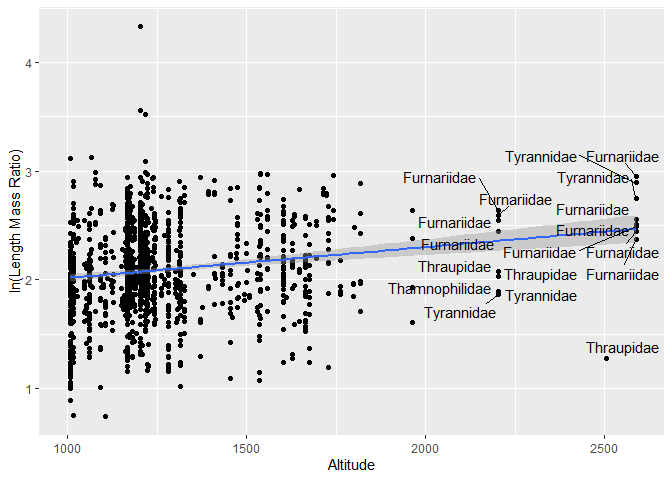 4
3
2
1
ln(Length Mass Ratio)
Tyrannidae Furnariidae
Furnariidae Tyrannidae
Furnariidae
Furnariidae Furnariidae
Furnariidae Furnariidae
Furnariidae Furnariidae
Thraupidae Thraupidae Furnariidae
Thamnophilidae Tyrannidae
Tyrannidae
Thraupidae
1000 1500 2000 2500
Altitude